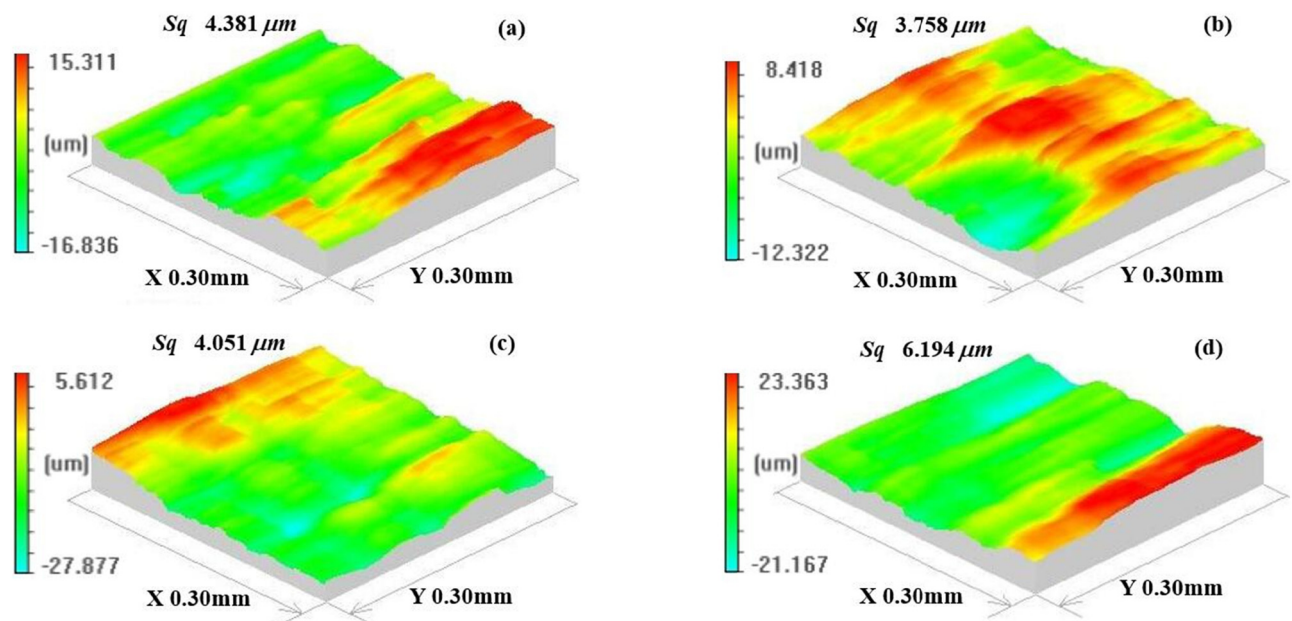 Sq 4.381 μm
(a)
15.311
(um)
-16.836
X 0.30mm
Y 0.30mm
Sq 3.758 μm
(b)
8.418
(um)
-12.322
X 0.30mm
Y 0.30mm
Sq 4.051 μm
(c)
5.612
(um)
-27.877
X 0.30mm
Y 0.30mm
Sq 6.194 μm
(d)
23.363
(um)
-21.167
X 0.30mm
Y 0.30mm